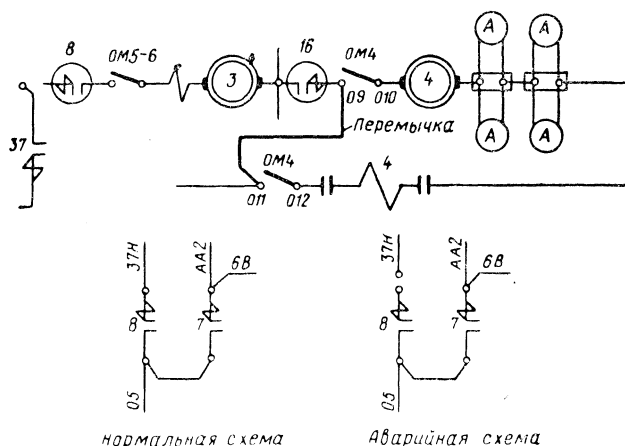 8 ОМ5-6 3 16 ОМ4 4 А А
09 010
А А
37 Перемычка
ОМ4 4
011 012
37Н АА2 6В 37Н АА2 6В
8 7 8 7
05 05
Нормальная схема Аварийная схема